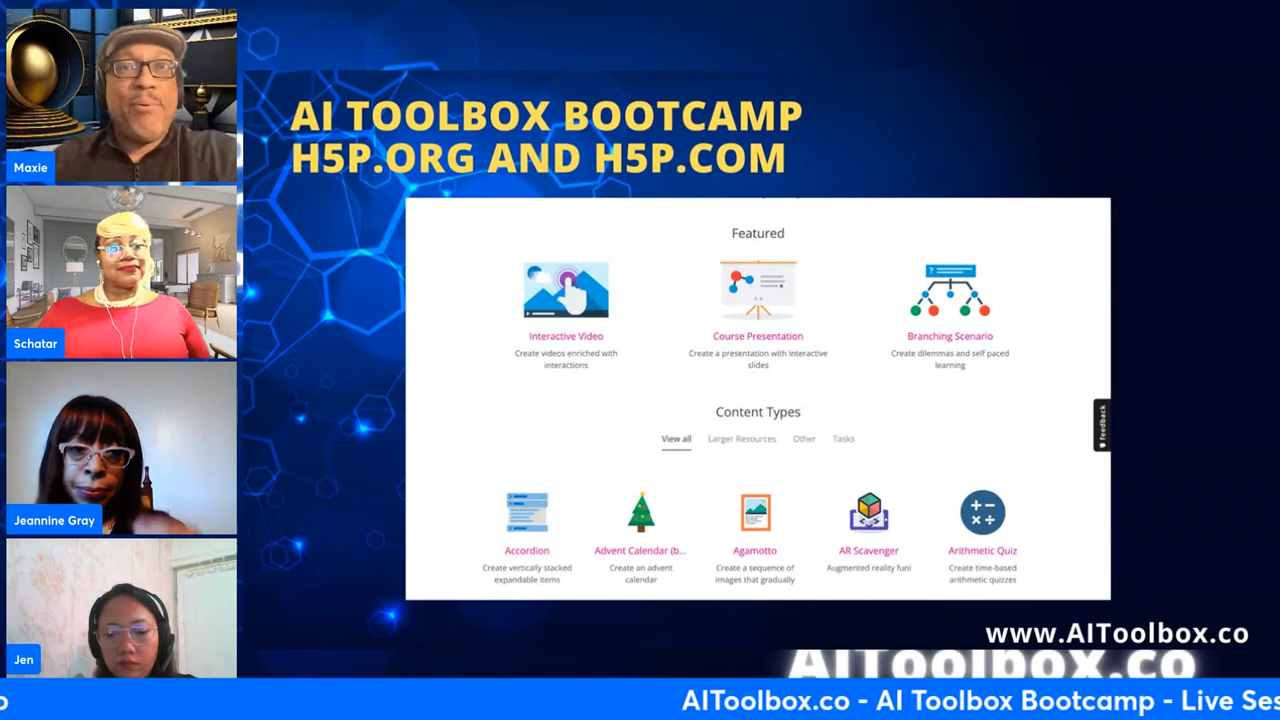 Maxie
Schatar
Jeannine Gray
Jen
AI TOOLBOX BOOTCAMP
H5P.ORG AND H5P.COM
Featured
Interactive Video
Create videos enriched with
interactions
Course Presentation
Create a presentation with interactive
slides
Branching Scenario
Create dilemmas and self paced
learning
Content Types
View all Larger Resources Other Tasks
feedback
Accordion
Create vertically stacked
expandable items
Advent Calendar (b...
Create an advent
calendar
Agamotto
Create a sequence of
images that gradually
AR Scavenger
Augmented reality fun!
Arithmetic Quiz
Create time-based
arithmetic quizzes
www.AIToolbox.co
AIToolbox.co
AIToolbox.co - AI Toolbox Bootcamp - Live Ses